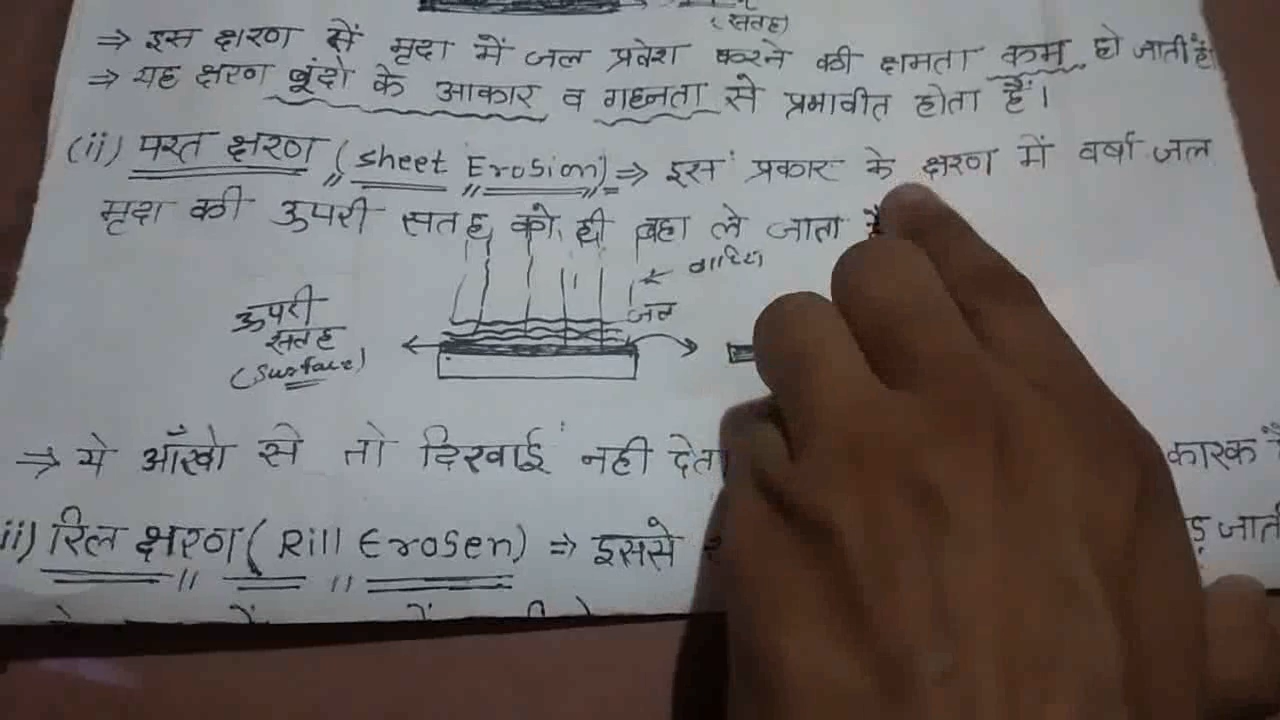 (सतह)
⇒ इस क्षरण से मृदा में जल प्रवेश करने की क्षमता कम हो जाती है।
⇒ यह क्षरण बूंदो के आकार व गहनता से प्रभावीत होता हैं।
(ii) परत क्षरण (Sheet Erosion) ⇒ इस प्रकार के क्षरण में वर्षा जल
मृदा की ऊपरी सतह को ही बहा ले जाता है
जल
ऊपरी
सतह
(Surface)
⇒ ये आँखो से तो दिखाई नही देता कारक है
ii) रिल क्षरण (Rill Erosen) ⇒ इससे जाती